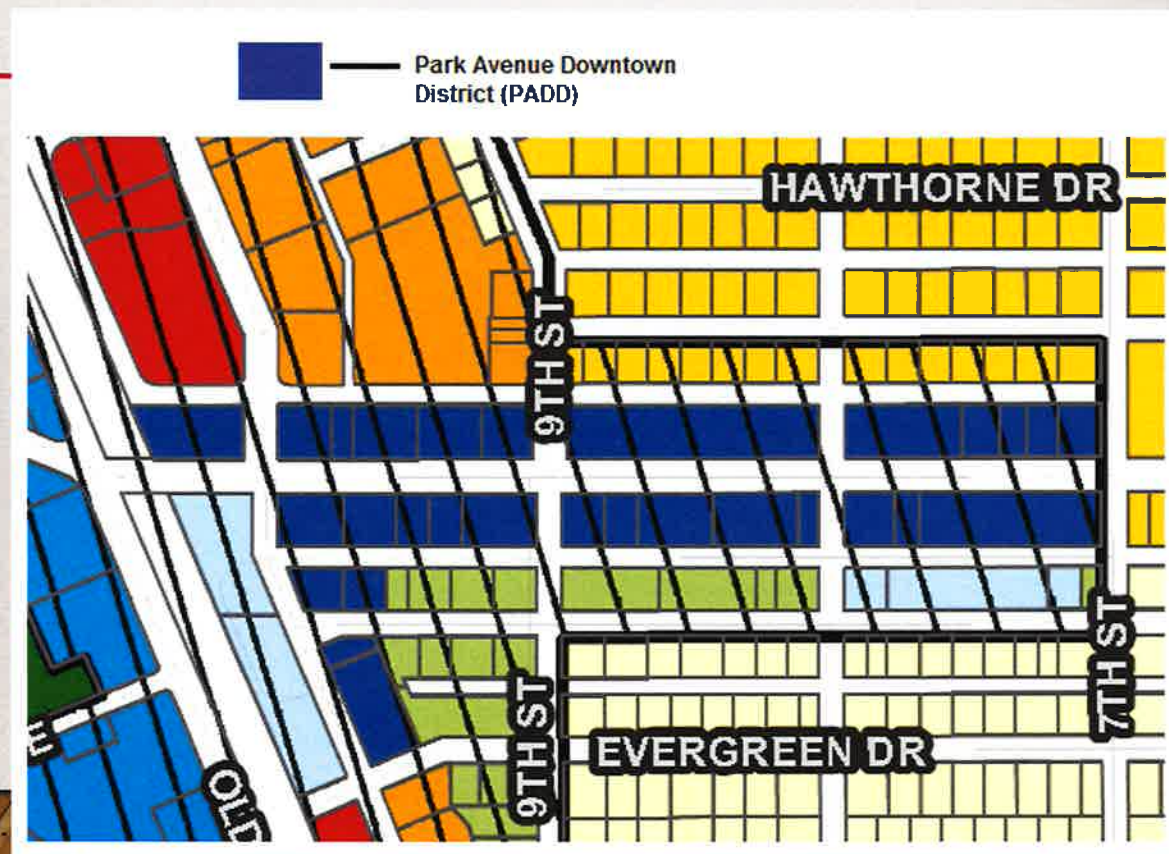 Park Avenue Downtown
District (PADD)
HAWTHORNE DR
9TH ST
9TH ST
7TH ST
EVERGREEN DR
OLD
E